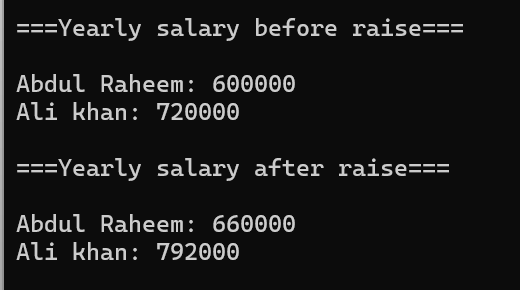 ===Yearly salary before raise===
Abdul Raheem: 600000
Ali khan: 720000
===Yearly salary after raise===
Abdul Raheem: 660000
Ali khan: 792000